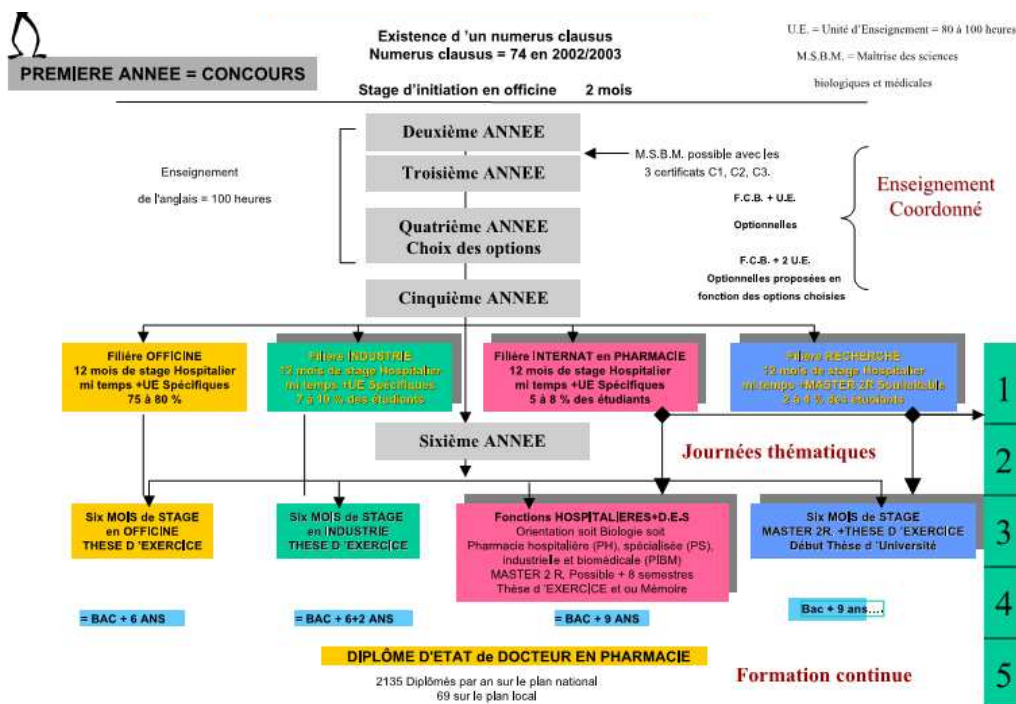 Existence d 'un numerus clausus
Numerus clausus = 74 en 2002/2003
U.E. = Unité d'Enseignement = 80 à 100 heures
M.S.B.M. = Maîtrise des sciences
biologiques et médicales
PREMIERE ANNEE = CONCOURS
Stage d'initiation en officine 2 mois
Deuxième ANNEE
Troisième ANNEE
Quatrième ANNEE
Choix des options
Cinquième ANNEE
Enseignement
de l'anglais = 100 heures
M.S.B.M. possible avec les
3 certificats C1, C2, C3.
F.C.B. + U.E.
Optionnelles
F.C.B. + 2 U.E.
Optionnelles proposées en
fonction des options choisies
Enseignement
Coordonné
Filière OFFICINE
12 mois de stage Hospitalier
mi temps +UE Spécifiques
75 à 80 %
Filière INDUSTRIE
12 mois de stage Hospitalier
mi temps +UE Spécifiques
7 à 10 % des étudiants
Filière INTERNAT en PHARMACIE
12 mois de stage Hospitalier
mi temps +UE Spécifiques
5 à 8 % des étudiants
Filière RECHERCHE
12 mois de stage Hospitalier
mi temps +MASTER 2R Souhaitable
2 à 4 % des étudiants
Sixième ANNEE
Journées thématiques
Six MOIS de STAGE
en OFFICINE
THESE D 'EXERCICE
Six MOIS de STAGE
en INDUSTRIE
THESE D 'EXERCICE
Fonctions HOSPITALIERES+D.E.S
Orientation soit Biologie soit
Pharmacie hospitalière (PH), spécialisée (PS),
industrielle et biomédicale (PIBM)
MASTER 2 R, Possible + 8 semestres
Thèse d 'EXERCICE et ou Mémoire
Six MOIS de STAGE
MASTER 2R. +THESE D 'EXERCICE
Début Thèse d 'Université
= BAC + 6 ANS
= BAC + 6+2 ANS
= BAC + 9 ANS
Bac + 9 ans....
DIPLÔME D'ETAT de DOCTEUR EN PHARMACIE
2135 Diplômés par an sur le plan national
69 sur le plan local
Formation continue
1
2
3
4
5